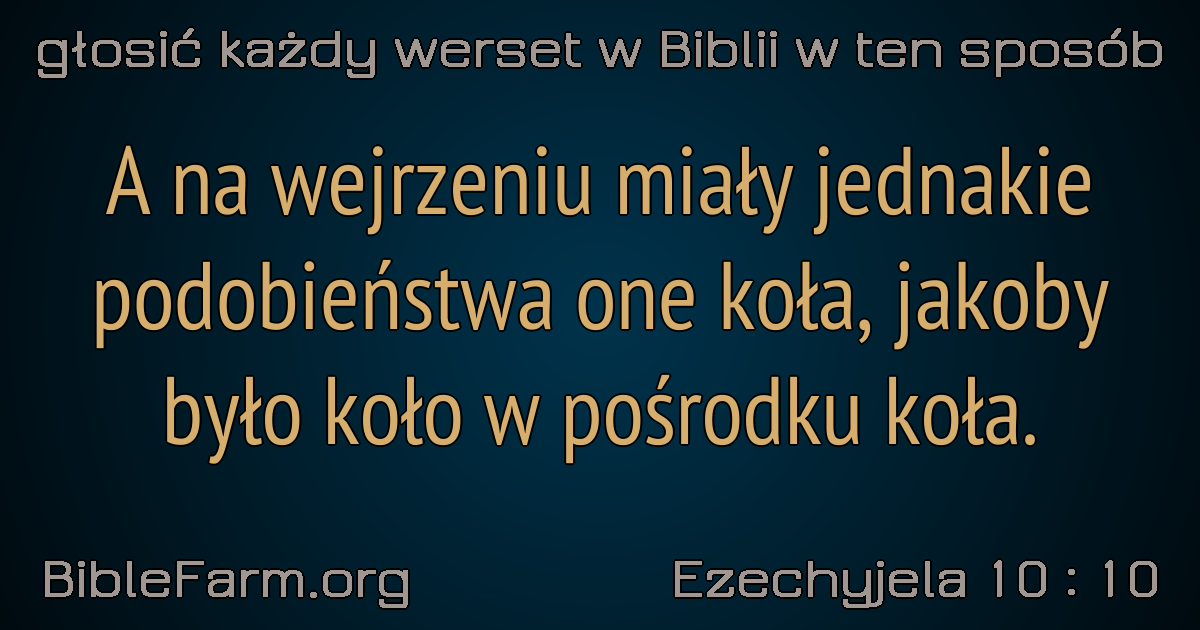 głosić każdy werset w Biblii w ten sposób
A na wejrzeniu miały jednakie
podobieństwa one koła, jakoby
było koło w pośrodku koła.
BibleFarm.org
Ezechyjela 10 : 10